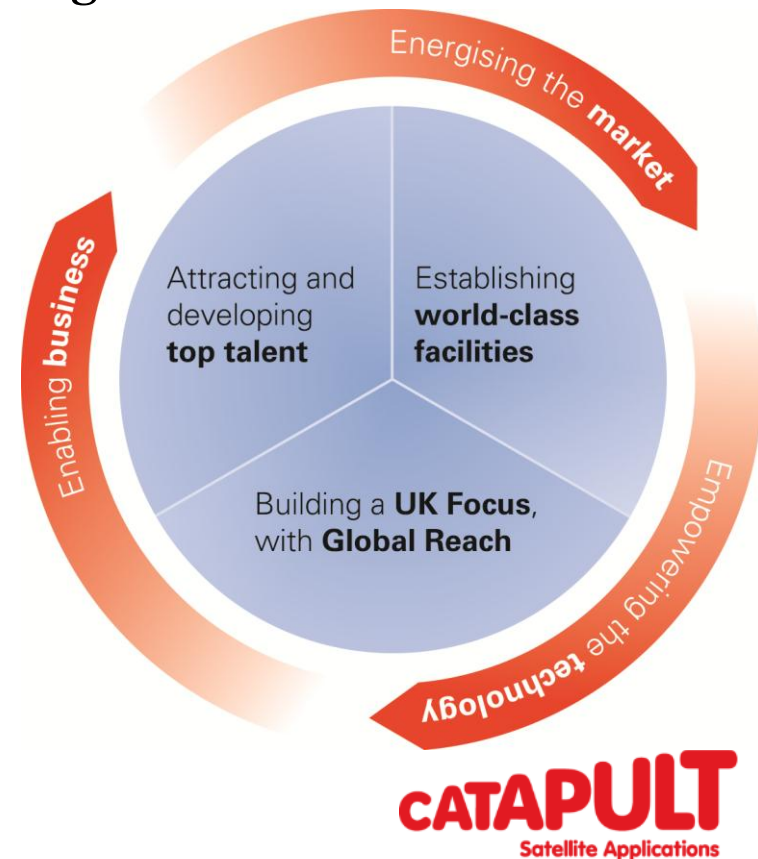 Energising the market
Attracting and
developing
top talent
Establishing
world-class
facilities
Building a UK Focus,
with Global Reach
Empowering the technology
Enabling business
CATAPULT
Satellite Applications